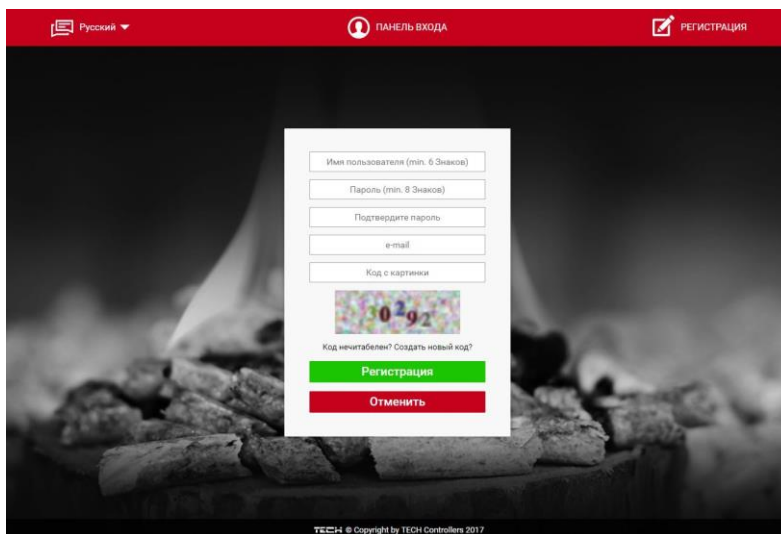 Русский
ПАНЕЛЬ ВХОДА
РЕГИСТРАЦИЯ
Имя пользователя (min. 6 Знаков)
Пароль (min. 8 Знаков)
Подтвердите пароль
e-mail
Код с картинки
30292
Код нечитабелен? Создать новый код?
Регистрация
Отменить
TECH © Copyright by TECH Controllers 2017